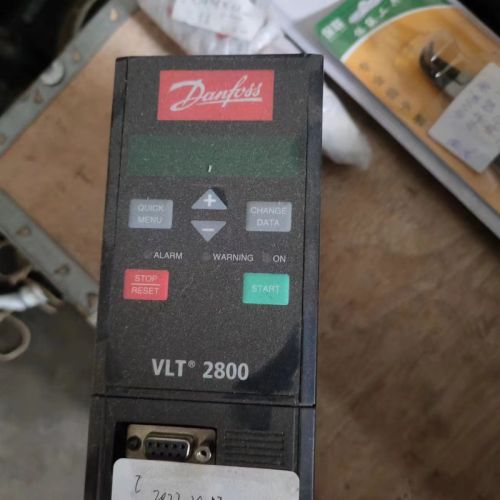 Danfoss
+
QUICK
MENU
CHANGE
DATA
−
ALARM
WARNING
ON
STOP
RESET
START
VLT® 2800